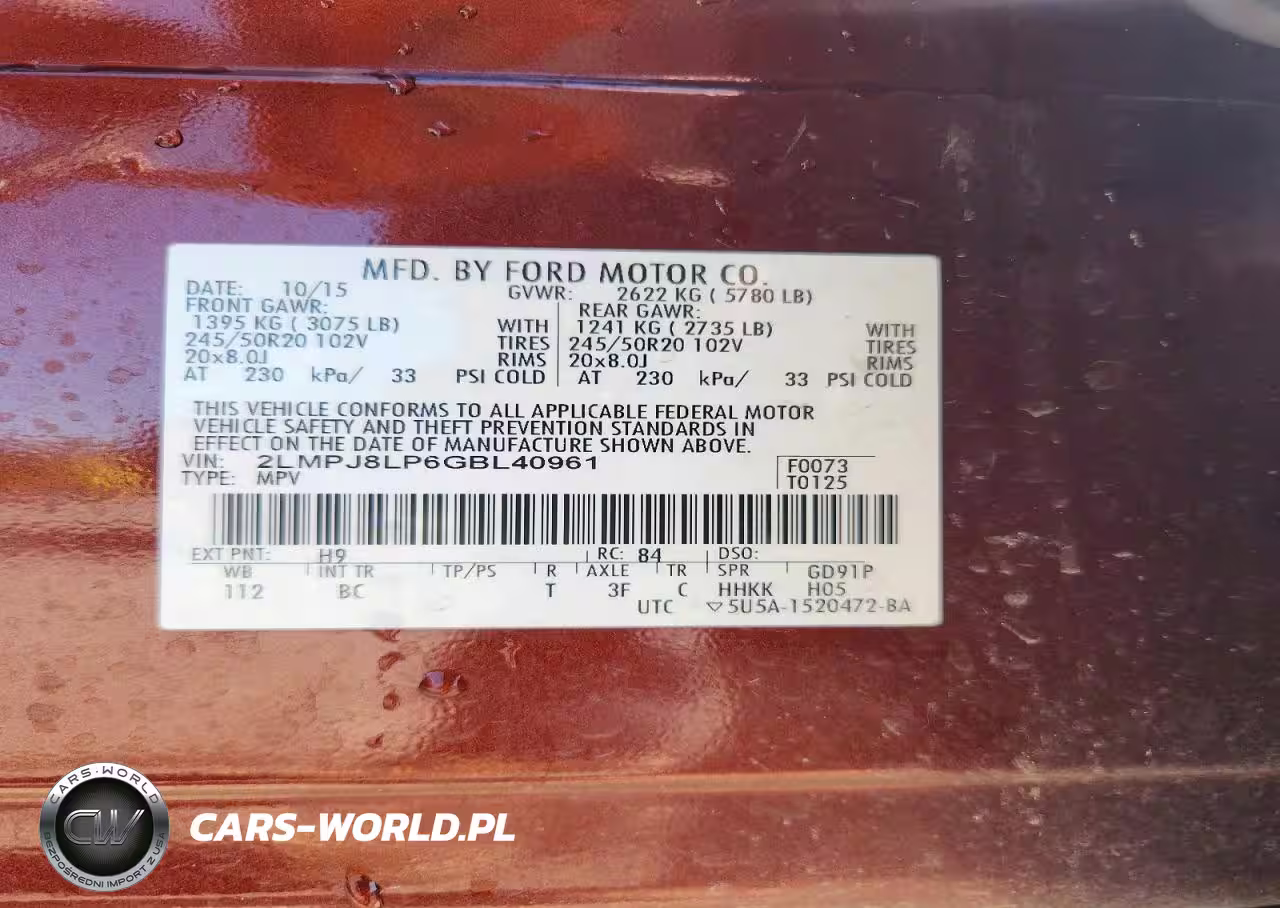 MFD. BY FORD MOTOR CO.
DATE: 10/15 GVWR: 2622 KG ( 5780 LB)
FRONT GAWR: REAR GAWR:
1395 KG ( 3075 LB) WITH 1241 KG ( 2735 LB) WITH
245/50R20 102V TIRES 245/50R20 102V TIRES
20x8.0J RIMS 20x8.0J RIMS
AT 230 kPa/ 33 PSI COLD AT 230 kPa/ 33 PSI COLD
THIS VEHICLE CONFORMS TO ALL APPLICABLE FEDERAL MOTOR
VEHICLE SAFETY AND THEFT PREVENTION STANDARDS IN
EFFECT ON THE DATE OF MANUFACTURE SHOWN ABOVE.
VIN: 2LMPJ8LP6GBL40961 F0073
TYPE: MPV T0125
EXT PNT: H9 RC: 84 DSO:
WB INT TR TP/PS R AXLE TR SPR GD91P
112 BC T 3F C HHKK H05
UTC ▽5U5A-1520472-BA
CARS-WORLD
CW
BEZPOŚREDNI IMPORT Z USA
CARS-WORLD.PL